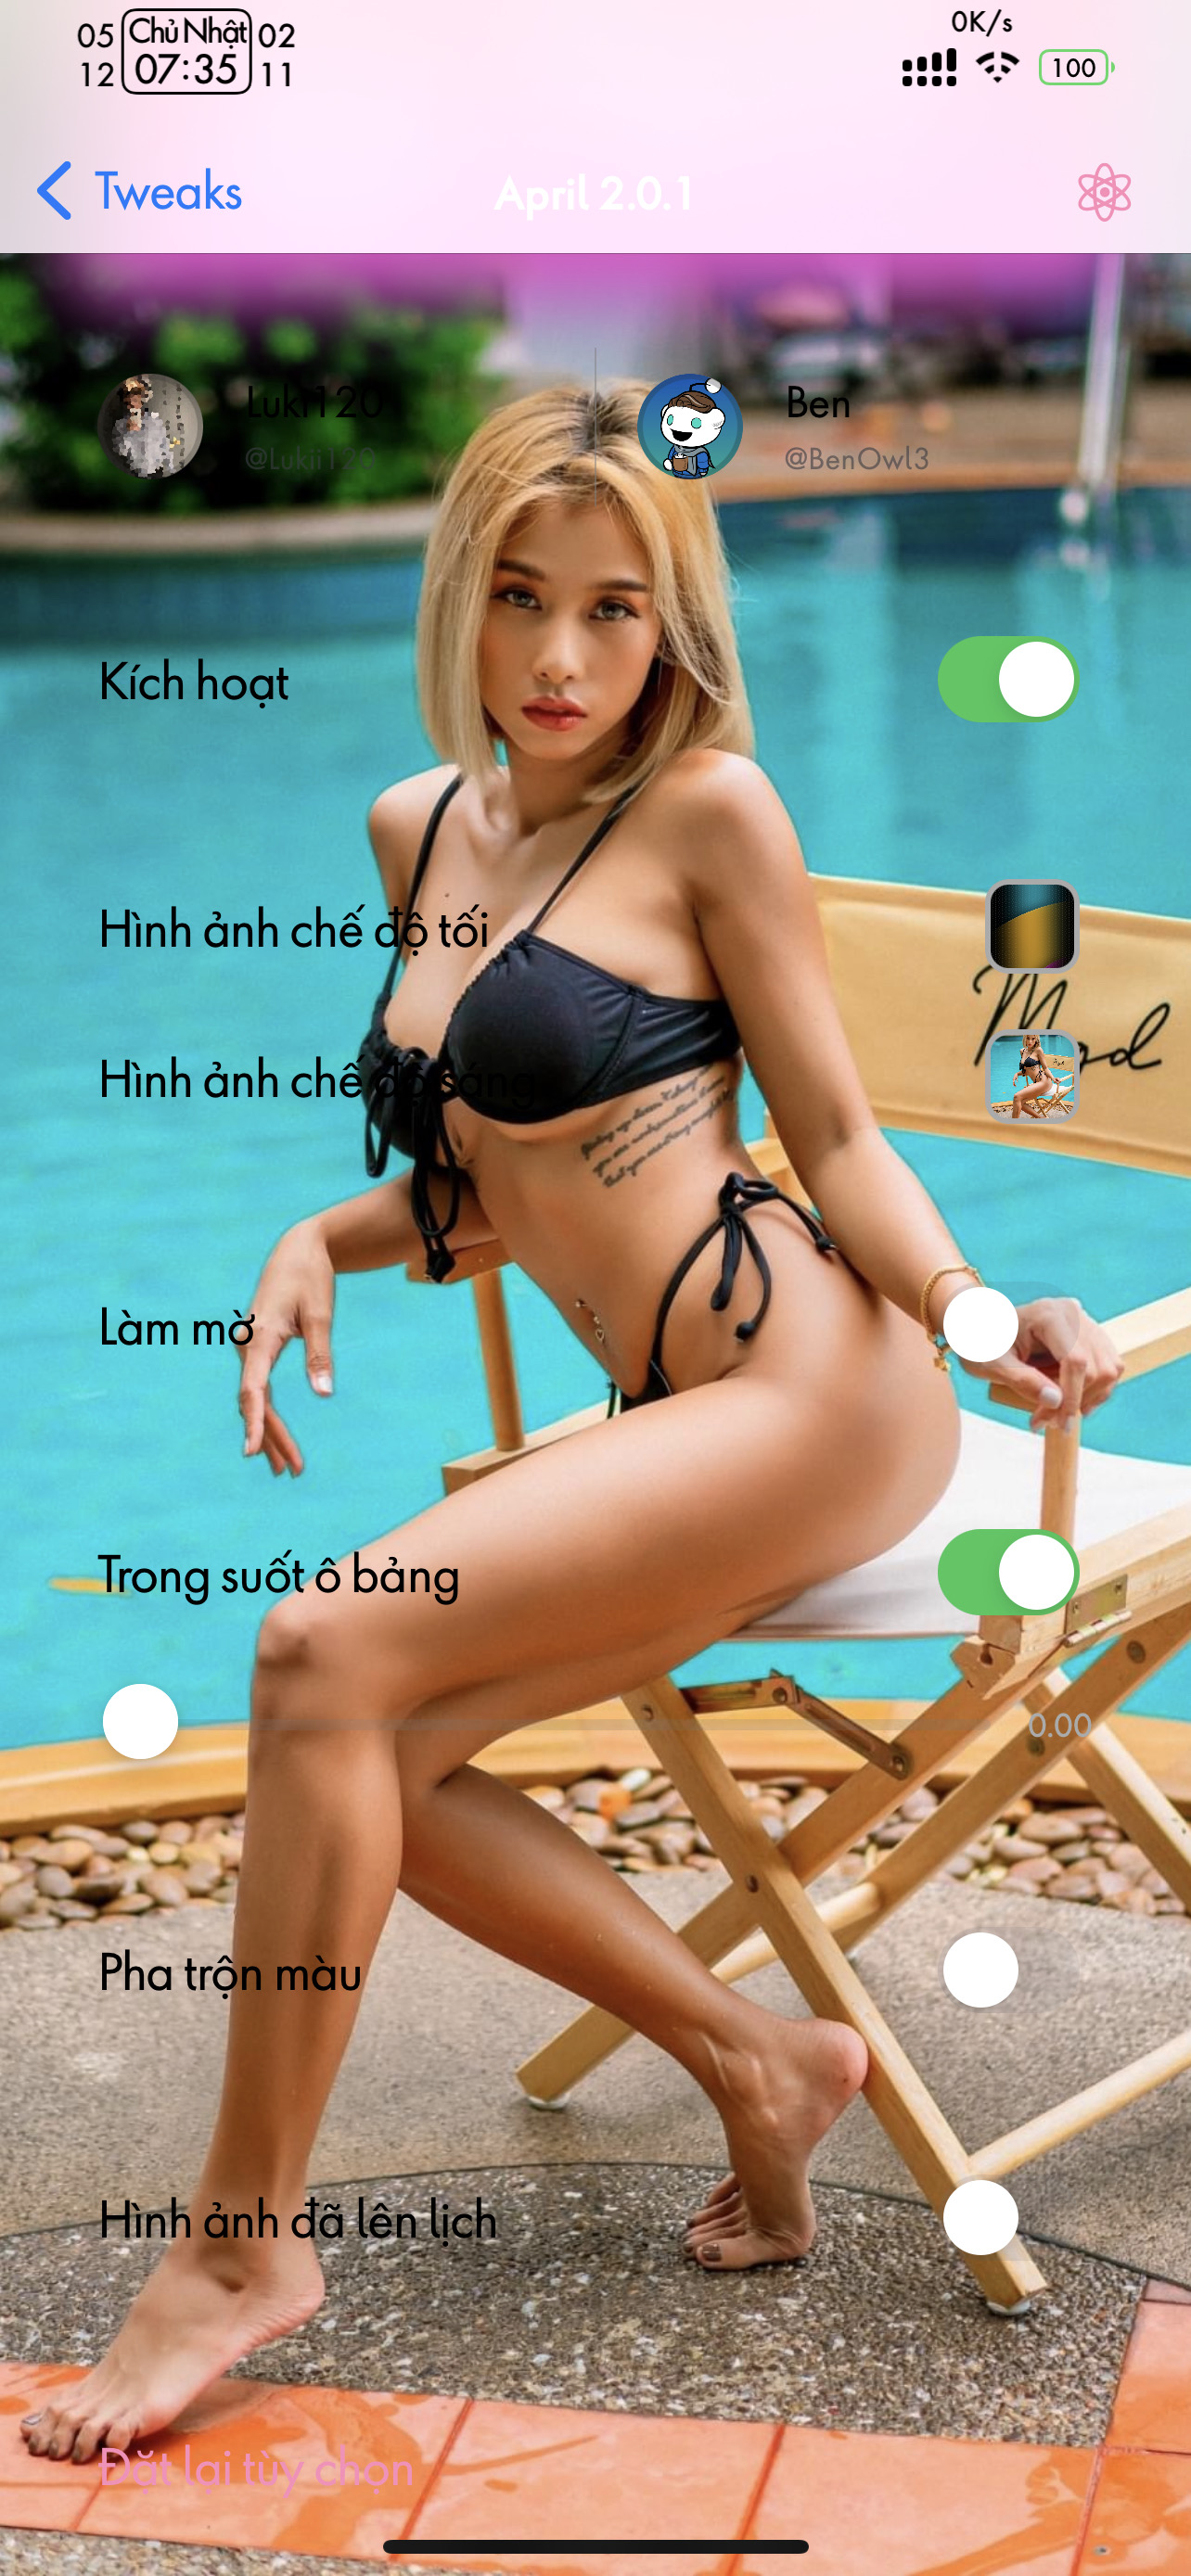 05 Chủ Nhật 02
12 07:35 11
0K/s
100
Tweaks
April 2.0.1
Luki120
@Lukii120
Ben
@BenOwl3
Kích hoạt
Hình ảnh chế độ tối
Hình ảnh chế độ sáng
Làm mờ
Trong suốt ô bảng
0.00
Pha trộn màu
Hình ảnh đã lên lịch
Đặt lại tùy chọn